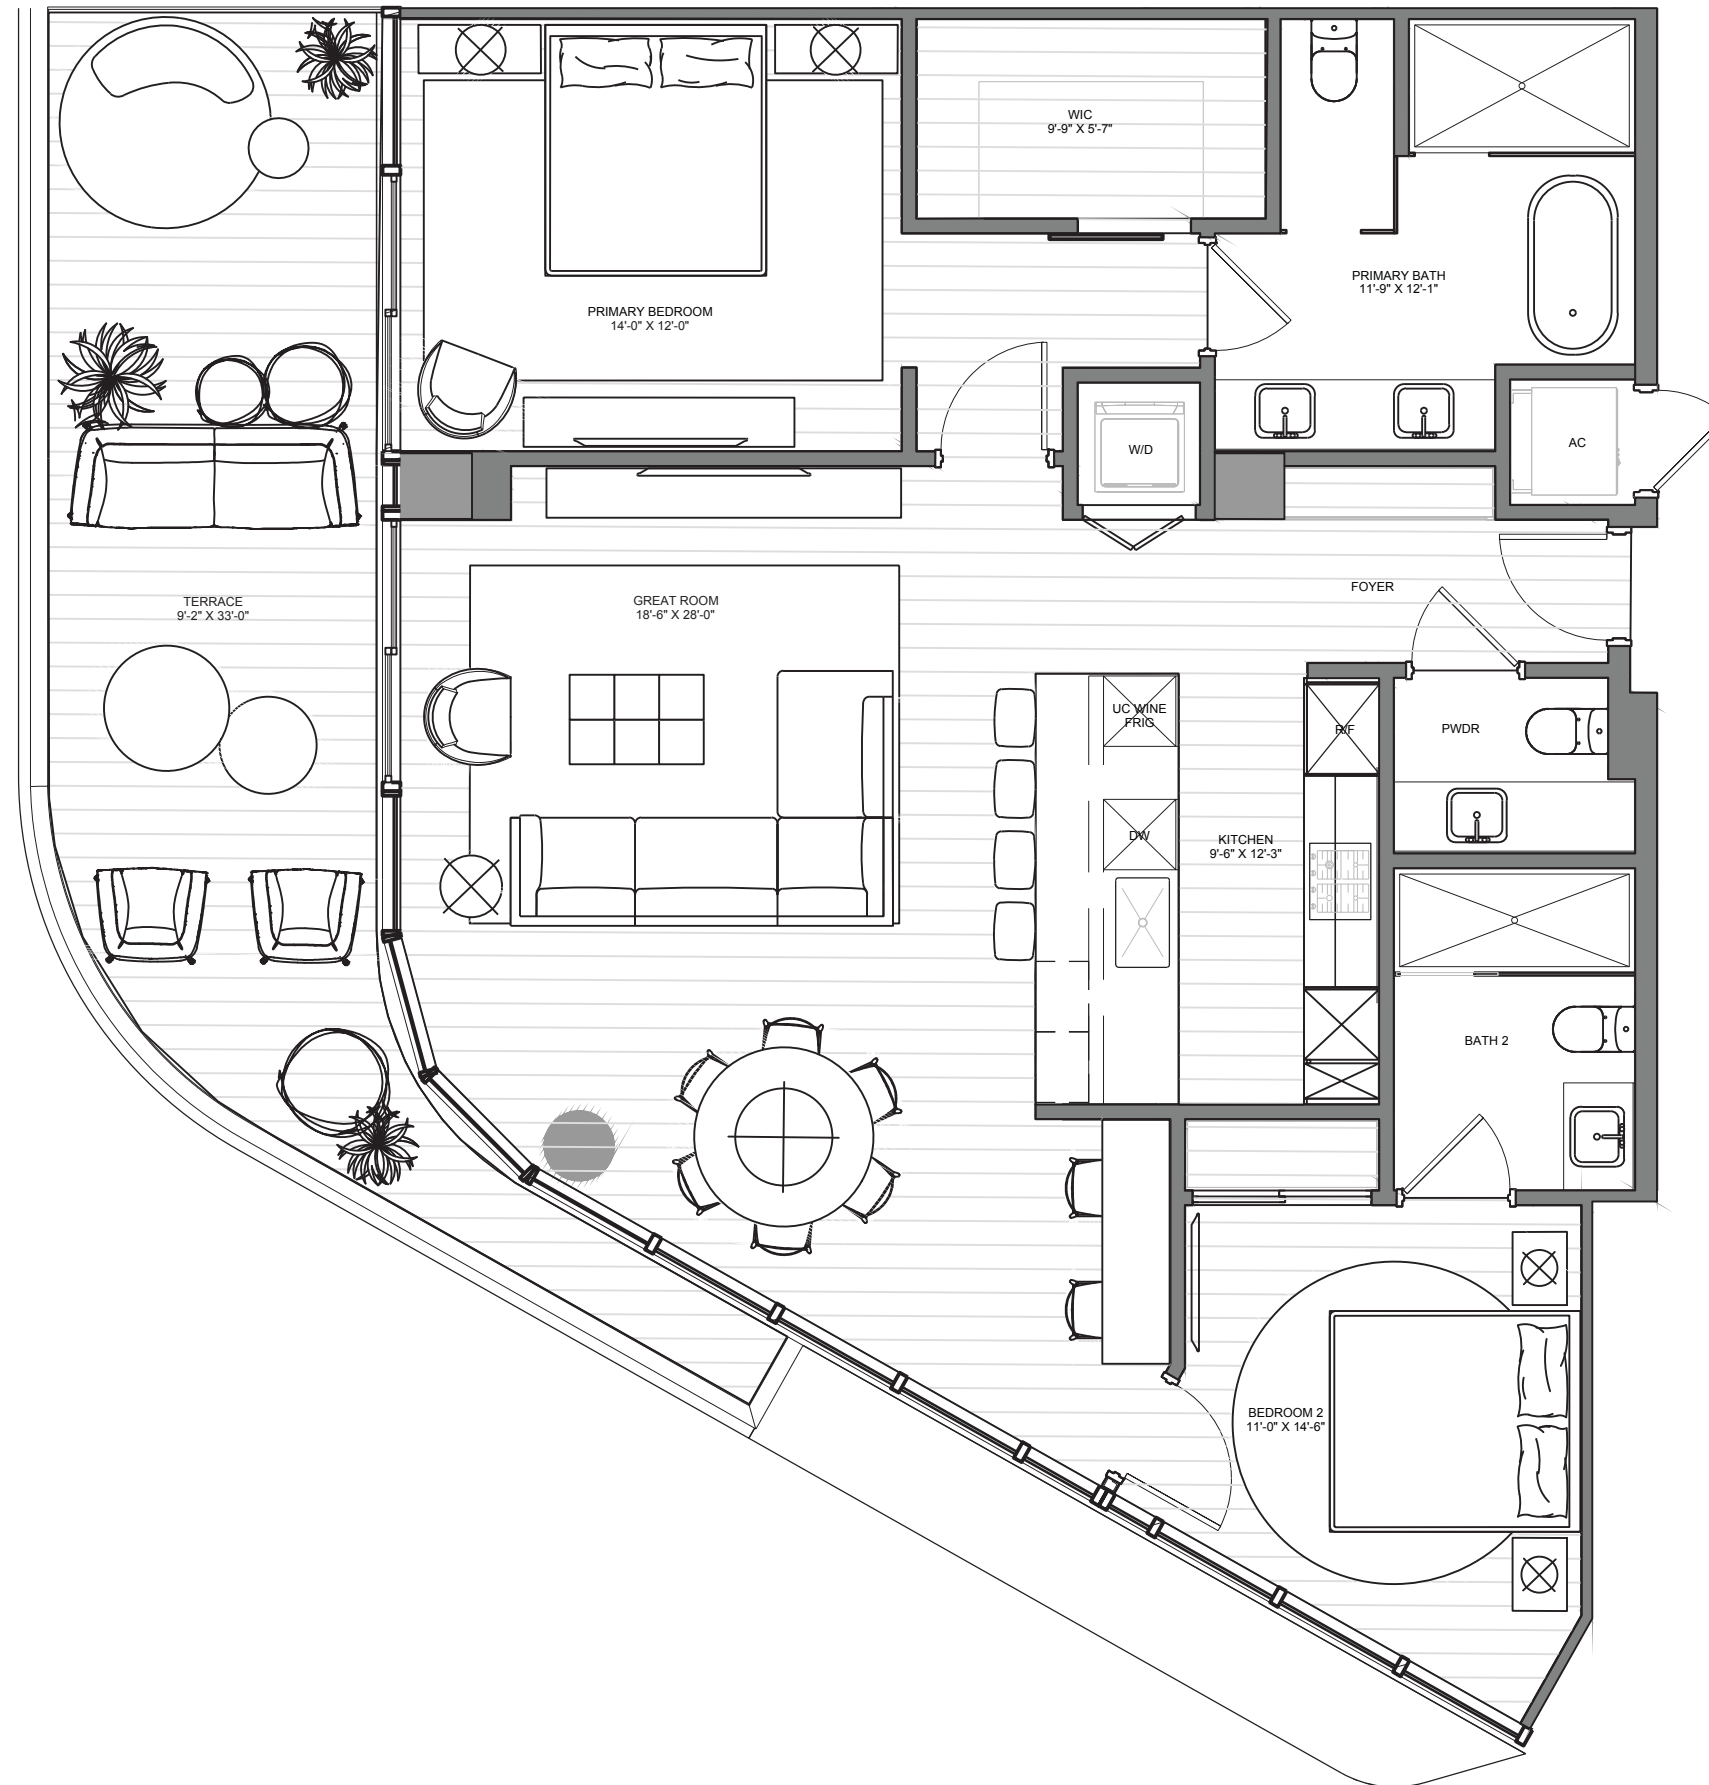 WIC
9'-9" X 5'-7"
PRIMARY BATH
11'-9" X 12'-1"
PRIMARY BEDROOM
14'-0" X 12'-0"
W/D
AC
FOYER
TERRACE
9'-2" X 33'-0"
GREAT ROOM
18'-6" X 28'-0"
UC WINE
FRIG
R/F
PWDR
DW
KITCHEN
9'-6" X 12'-3"
BATH 2
BEDROOM 2
11'-0" X 14'-6"